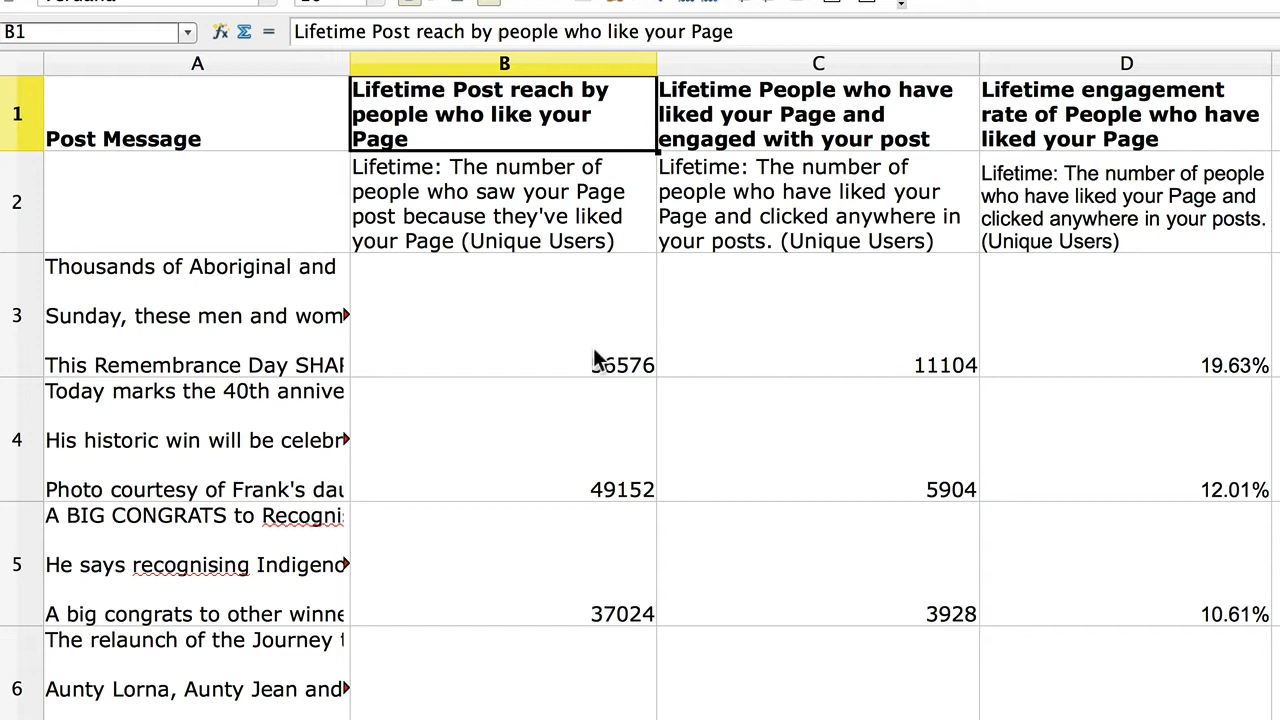 B1
Lifetime Post reach by people who like your Page
A B C D
1
Post Message
Lifetime Post reach by
people who like your
Page
Lifetime People who have
liked your Page and
engaged with your post
Lifetime engagement
rate of People who have
liked your Page
2
Lifetime: The number of
people who saw your Page
post because they've liked
your Page (Unique Users)
Lifetime: The number of
people who have liked your
Page and clicked anywhere in
your posts. (Unique Users)
Lifetime: The number of people
who have liked your Page and
clicked anywhere in your posts.
(Unique Users)
3
Thousands of Aboriginal and
Sunday, these men and wom
This Remembrance Day SHAR
11104
19.63%
4
Today marks the 40th annive
His historic win will be celebr
Photo courtesy of Frank's dau
49152
5904
12.01%
5
A BIG CONGRATS to Recogni
He says recognising Indigeno
A big congrats to other winne
37024
3928
10.61%
6
The relaunch of the Journey t
Aunty Lorna, Aunty Jean and